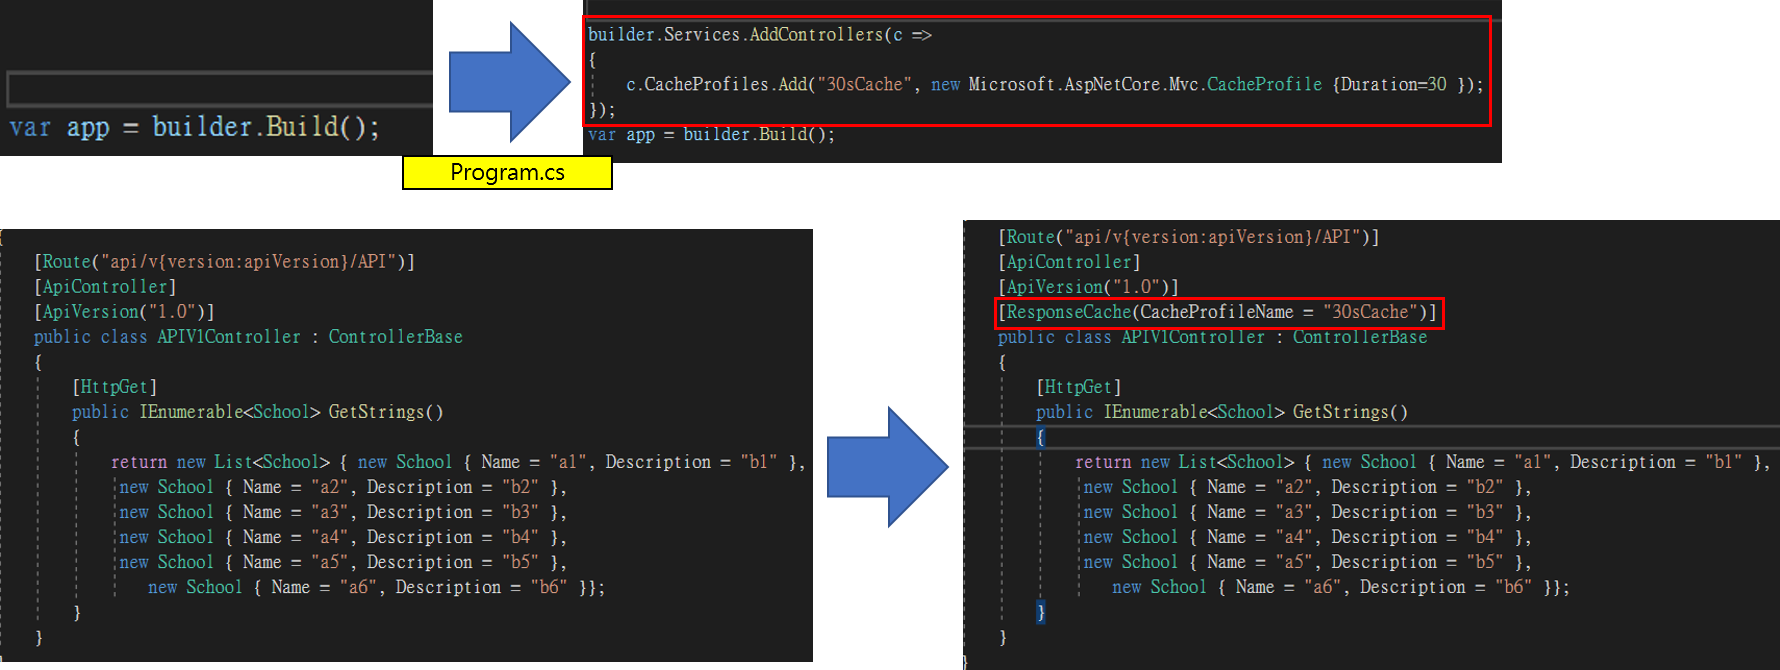 var app = builder.Build();
builder.Services.AddControllers(c =>
{
c.CacheProfiles.Add("30sCache", new Microsoft.AspNetCore.Mvc.CacheProfile {Duration=30 });
});
var app = builder.Build();
Program.cs
{
[Route("api/v{version:apiVersion}/API")]
[ApiController]
[ApiVersion("1.0")]
public class APIV1Controller : ControllerBase
{
[HttpGet]
public IEnumerable<School> GetStrings()
{
return new List<School> { new School { Name = "a1", Description = "b1" },
new School { Name = "a2", Description = "b2" },
new School { Name = "a3", Description = "b3" },
new School { Name = "a4", Description = "b4" },
new School { Name = "a5", Description = "b5" },
new School { Name = "a6", Description = "b6" }};
}
}
[Route("api/v{version:apiVersion}/API")]
[ApiController]
[ApiVersion("1.0")]
[ResponseCache(CacheProfileName = "30sCache")]
public class APIV1Controller : ControllerBase
{
[HttpGet]
public IEnumerable<School> GetStrings()
{
return new List<School> { new School { Name = "a1", Description = "b1" },
new School { Name = "a2", Description = "b2" },
new School { Name = "a3", Description = "b3" },
new School { Name = "a4", Description = "b4" },
new School { Name = "a5", Description = "b5" },
new School { Name = "a6", Description = "b6" }};
}
}
}